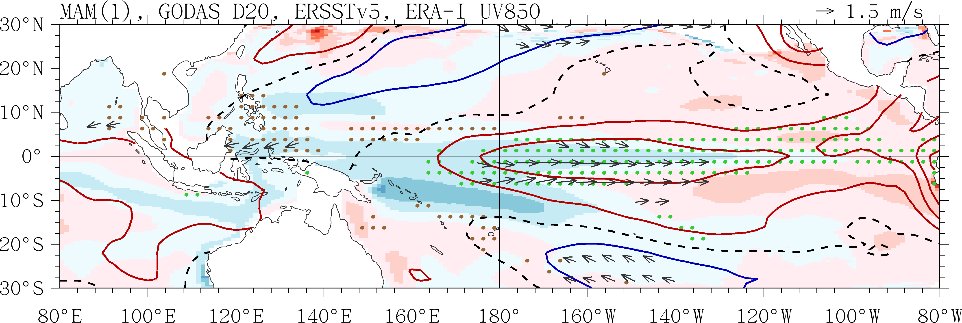 MAM(1), GODAS D20, ERSSTv5, ERA-I UV850
1.5 m/s
30°N
20°N
10°N
0°
10°S
20°S
30°S
80°E 100°E 120°E 140°E 160°E 180° 160°W 140°W 120°W 100°W 80°W